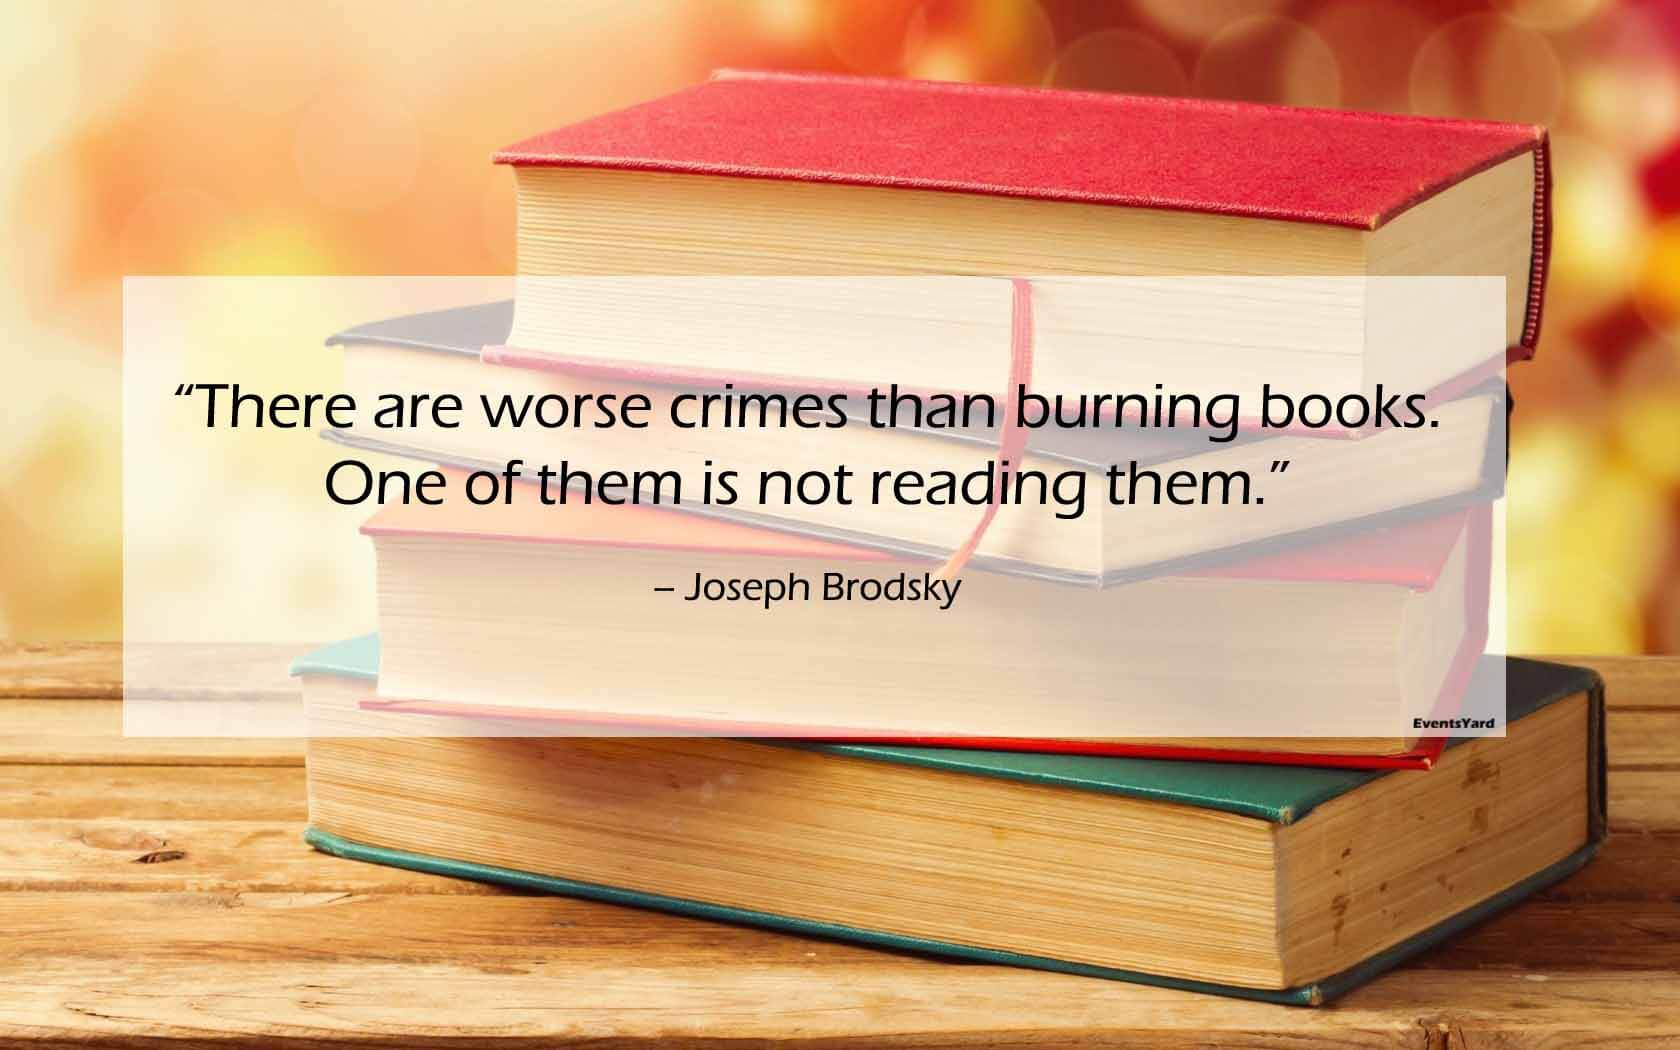 “There are worse crimes than burning books.
One of them is not reading them.”
– Joseph Brodsky
EventsYard